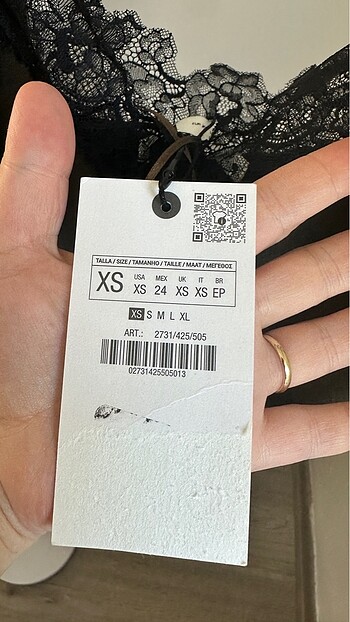 TALLA / SIZE / TAMANHO / TAILLE / MAAT / ΜΕΓΕΘΟΣ
XS
USA MEX UK IT BR
XS 24 XS XS EP
XS S M L XL
ART.: 2731/425/505
02731425505013